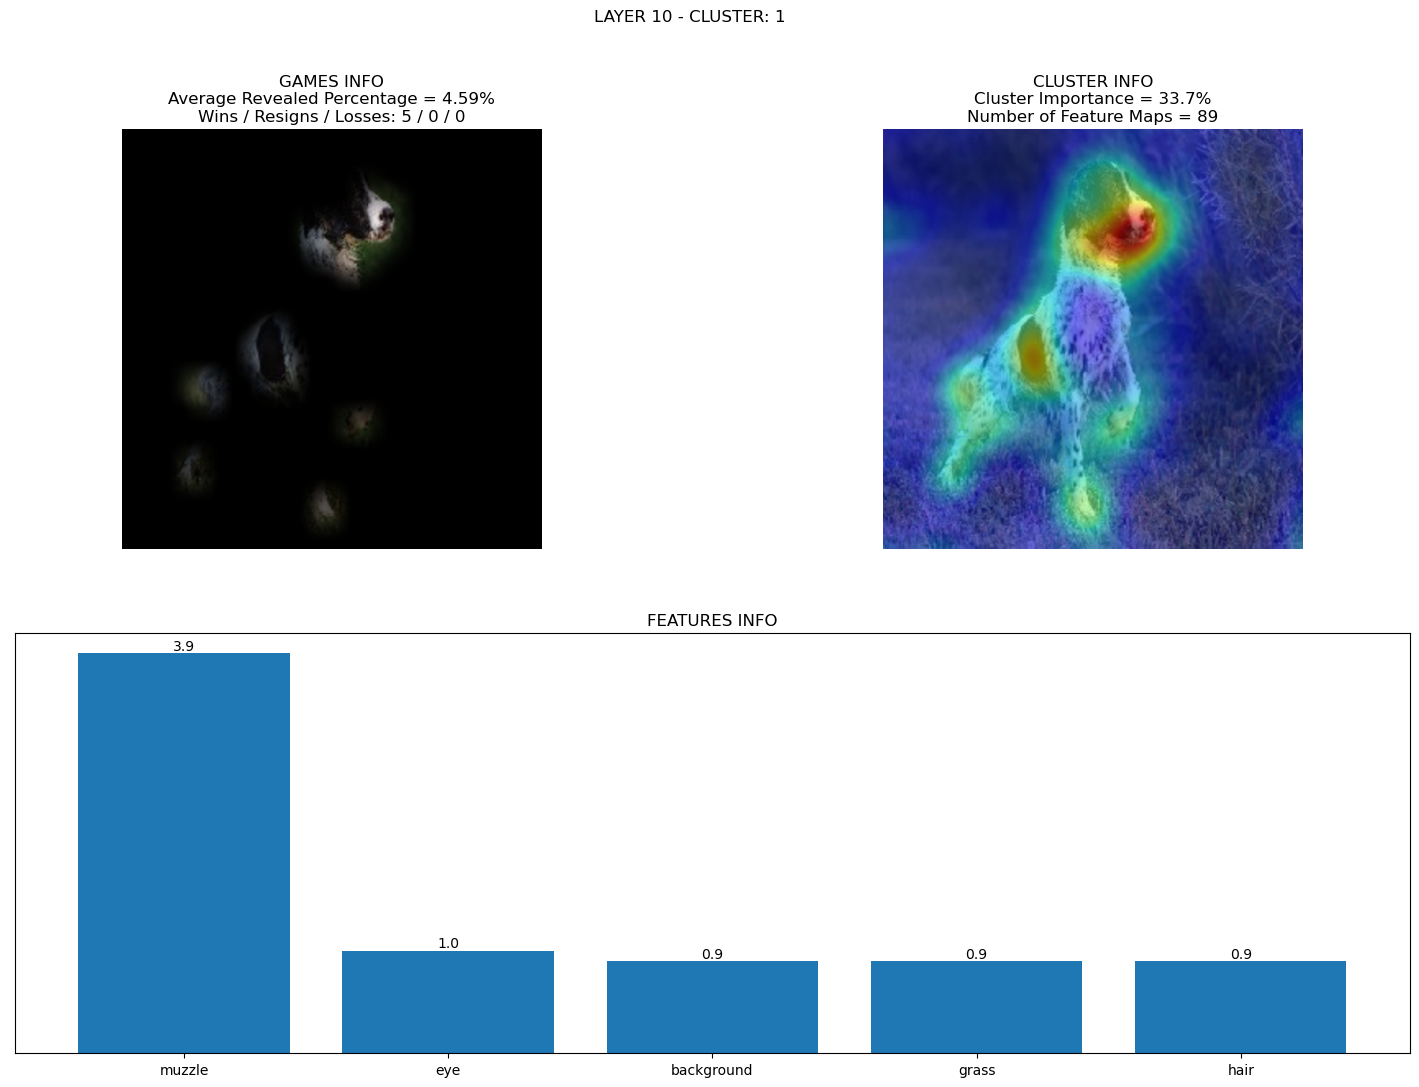 LAYER 10 - CLUSTER: 1
GAMES INFO
Average Revealed Percentage = 4.59%
Wins / Resigns / Losses: 5 / 0 / 0
CLUSTER INFO
Cluster Importance = 33.7%
Number of Feature Maps = 89
FEATURES INFO
3.9
1.0
0.9
0.9
0.9
muzzle
eye
background
grass
hair